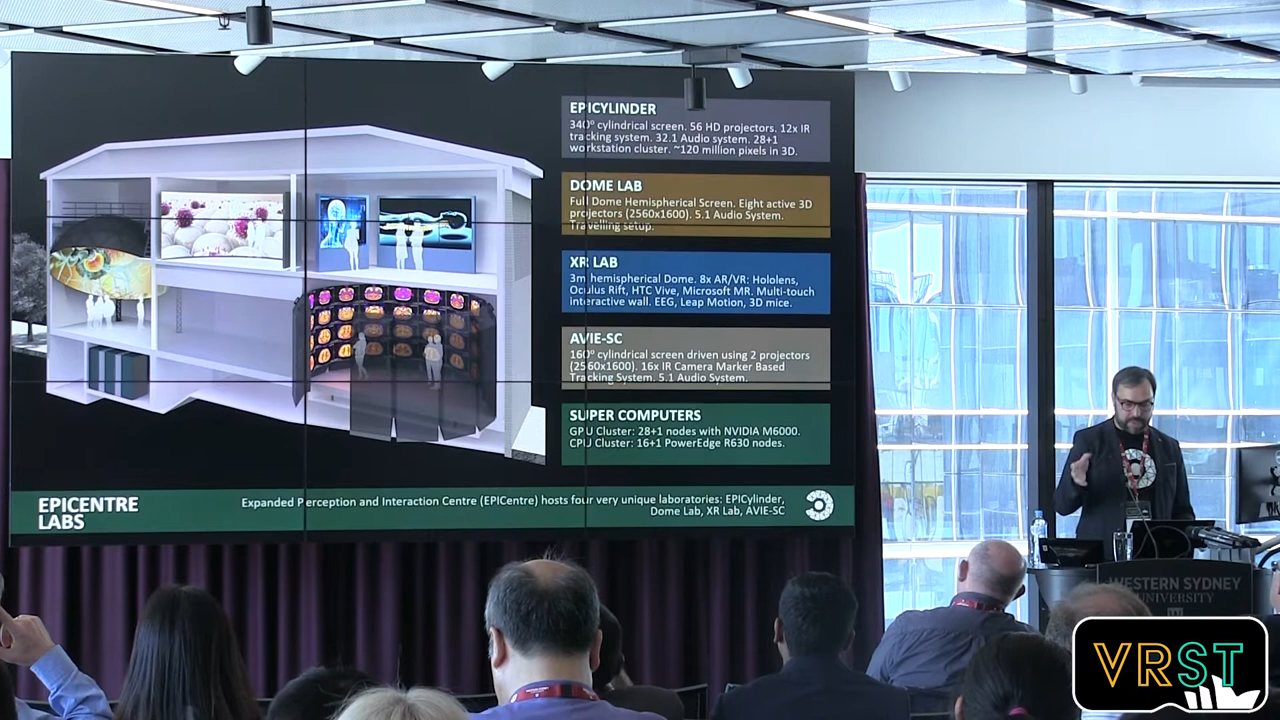 EPICYLINDER
340º cylindrical screen. 56 HD projectors. 12x IR
tracking system. 32.1 Audio system. 28+1
workstation cluster. ~120 million pixels in 3D.
DOME LAB
Full Dome Hemispherical Screen. Eight active 3D
projectors (2560x1600). 5.1 Audio System.
Travelling setup.
XR LAB
3m hemispherical Dome. 8x AR/VR: Hololens,
Oculus Rift, HTC Vive, Microsoft MR. Multi-touch
interactive wall. EEG, Leap Motion, 3D mice.
AVIE-SC
160º cylindrical screen driven using 2 projectors
(2560x1600). 16x IR Camera Marker Based
Tracking System. 5.1 Audio System.
SUPER COMPUTERS
GPU Cluster: 28+1 nodes with NVIDIA M6000.
CPU Cluster: 16+1 PowerEdge R630 nodes.
EPICENTRE
LABS
Expanded Perception and Interaction Centre (EPICentre) hosts four very unique laboratories: EPICylinder,
Dome Lab, XR Lab, AVIE-SC
WESTERN SYDNEY
UNIVERSITY
W
VRST